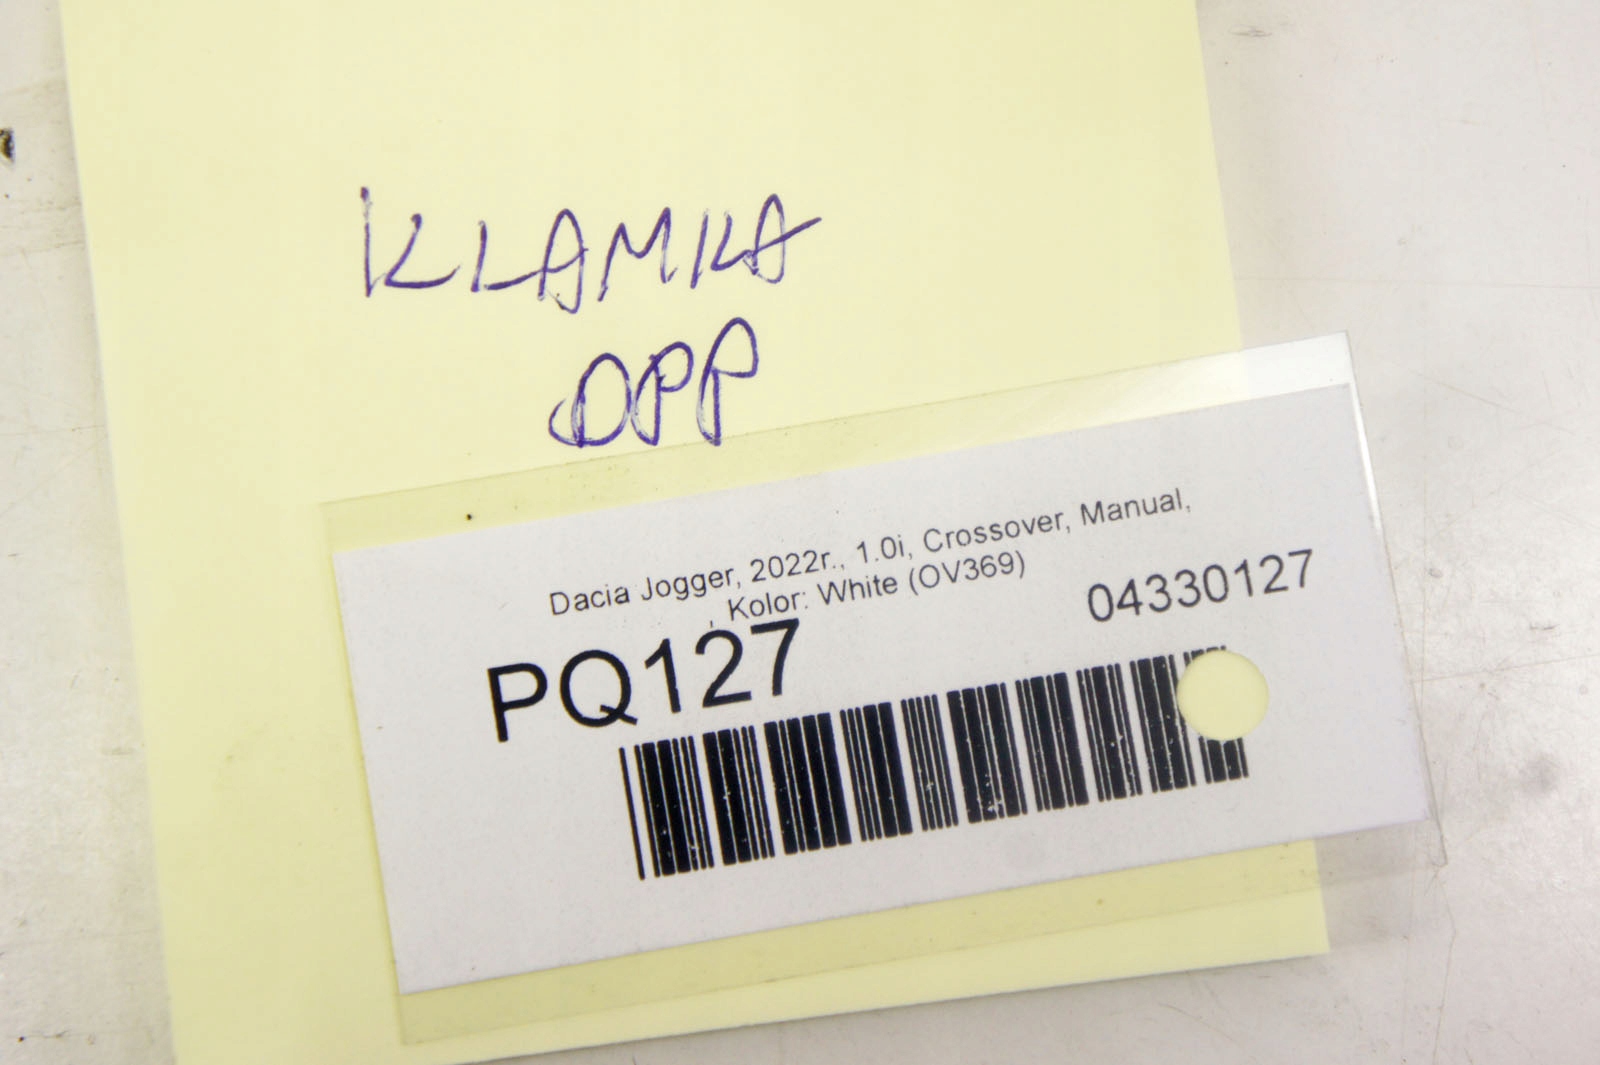 KLAMKA
OPP
Dacia Jogger, 2022r., 1.0i, Crossover, Manual,
, Kolor: White (OV369)
04330127
PQ127